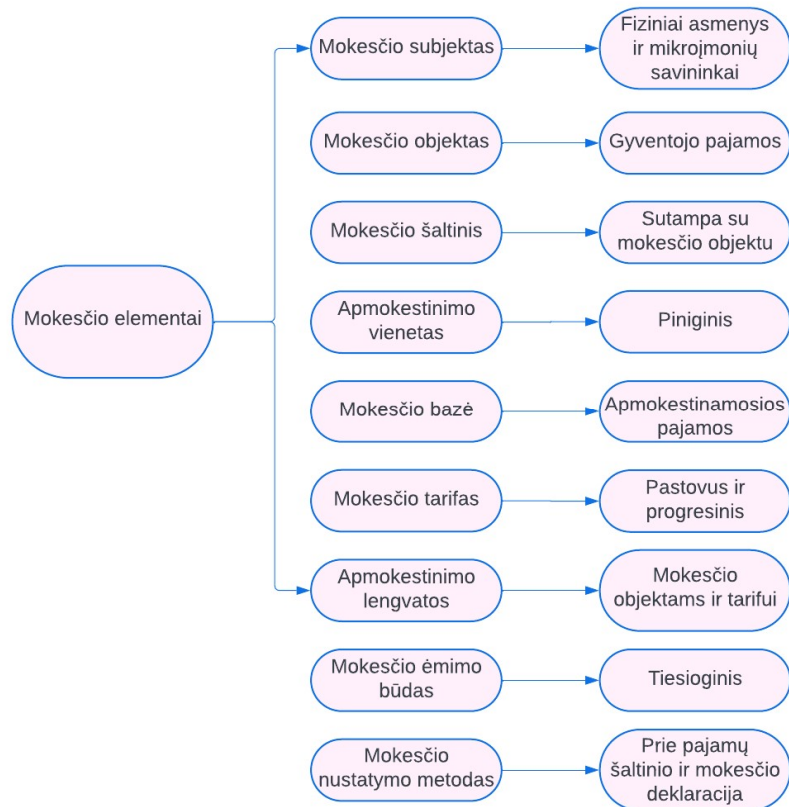 Mokesčio elementai
Mokesčio subjektas
Fiziniai asmenys
ir mikroįmonių
savininkai
Mokesčio objektas
Gyventojo pajamos
Mokesčio šaltinis
Sutampa su
mokesčio objektu
Apmokestinimo
vienetas
Piniginis
Mokesčio bazė
Apmokestinamosios
pajamos
Mokesčio tarifas
Pastovus ir
progresinis
Apmokestinimo
lengvatos
Mokesčio
objektams ir tarifui
Mokesčio ėmimo
būdas
Tiesioginis
Mokesčio
nustatymo metodas
Prie pajamų
šaltinio ir mokesčio
deklaracija